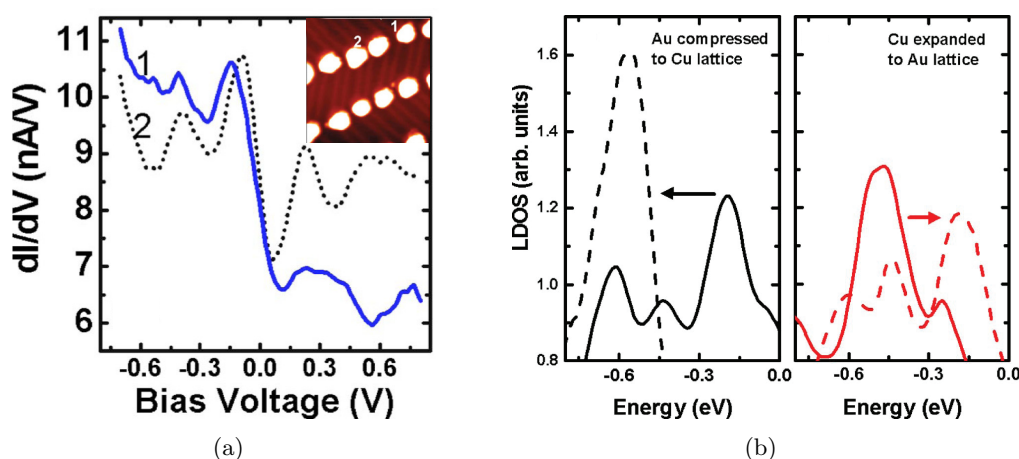 11
10
9
8
7
6
dI/dV (nA/V)
1
2
1
2
-0.6 -0.3 0.0 0.3 0.6
Bias Voltage (V)
(a)
1.6
1.4
1.2
1.0
0.8
LDOS (arb. units)
Au compressed
to Cu lattice
-0.6 -0.3 0.0
Energy (eV)
Cu expanded
to Au lattice
-0.6 -0.3 0.0
Energy (eV)
(b)